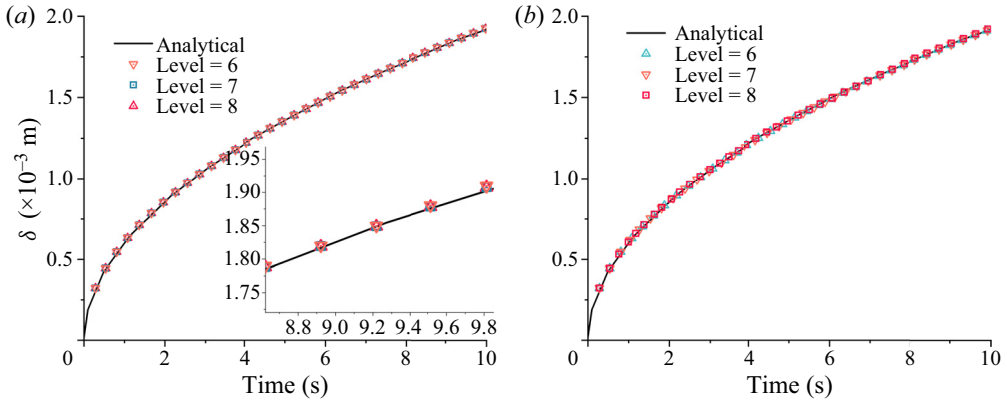 (a)
2.0
1.5
1.0
0.5
0
δ (×10⁻³ m)
Analytical
Level = 6
Level = 7
Level = 8
1.95
1.90
1.85
1.80
1.75
8.8 9.0 9.2 9.4 9.6 9.8
2 4 6 8 10
Time (s)
(b)
2.0
1.5
1.0
0.5
0
Analytical
Level = 6
Level = 7
Level = 8
2 4 6 8 10
Time (s)